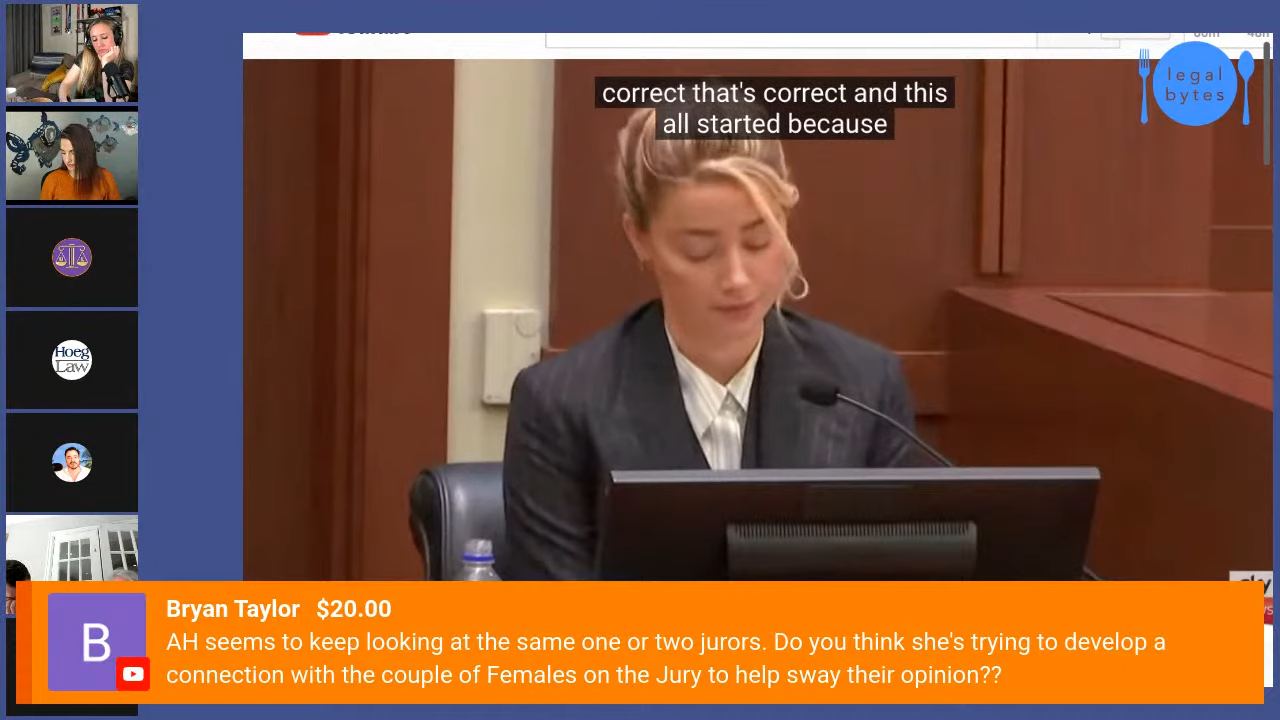 correct that's correct and this
all started because
legal
bytes
Hoeg
Law
sky
B
Bryan Taylor $20.00
AH seems to keep looking at the same one or two jurors. Do you think she's trying to develop a
connection with the couple of Females on the Jury to help sway their opinion??